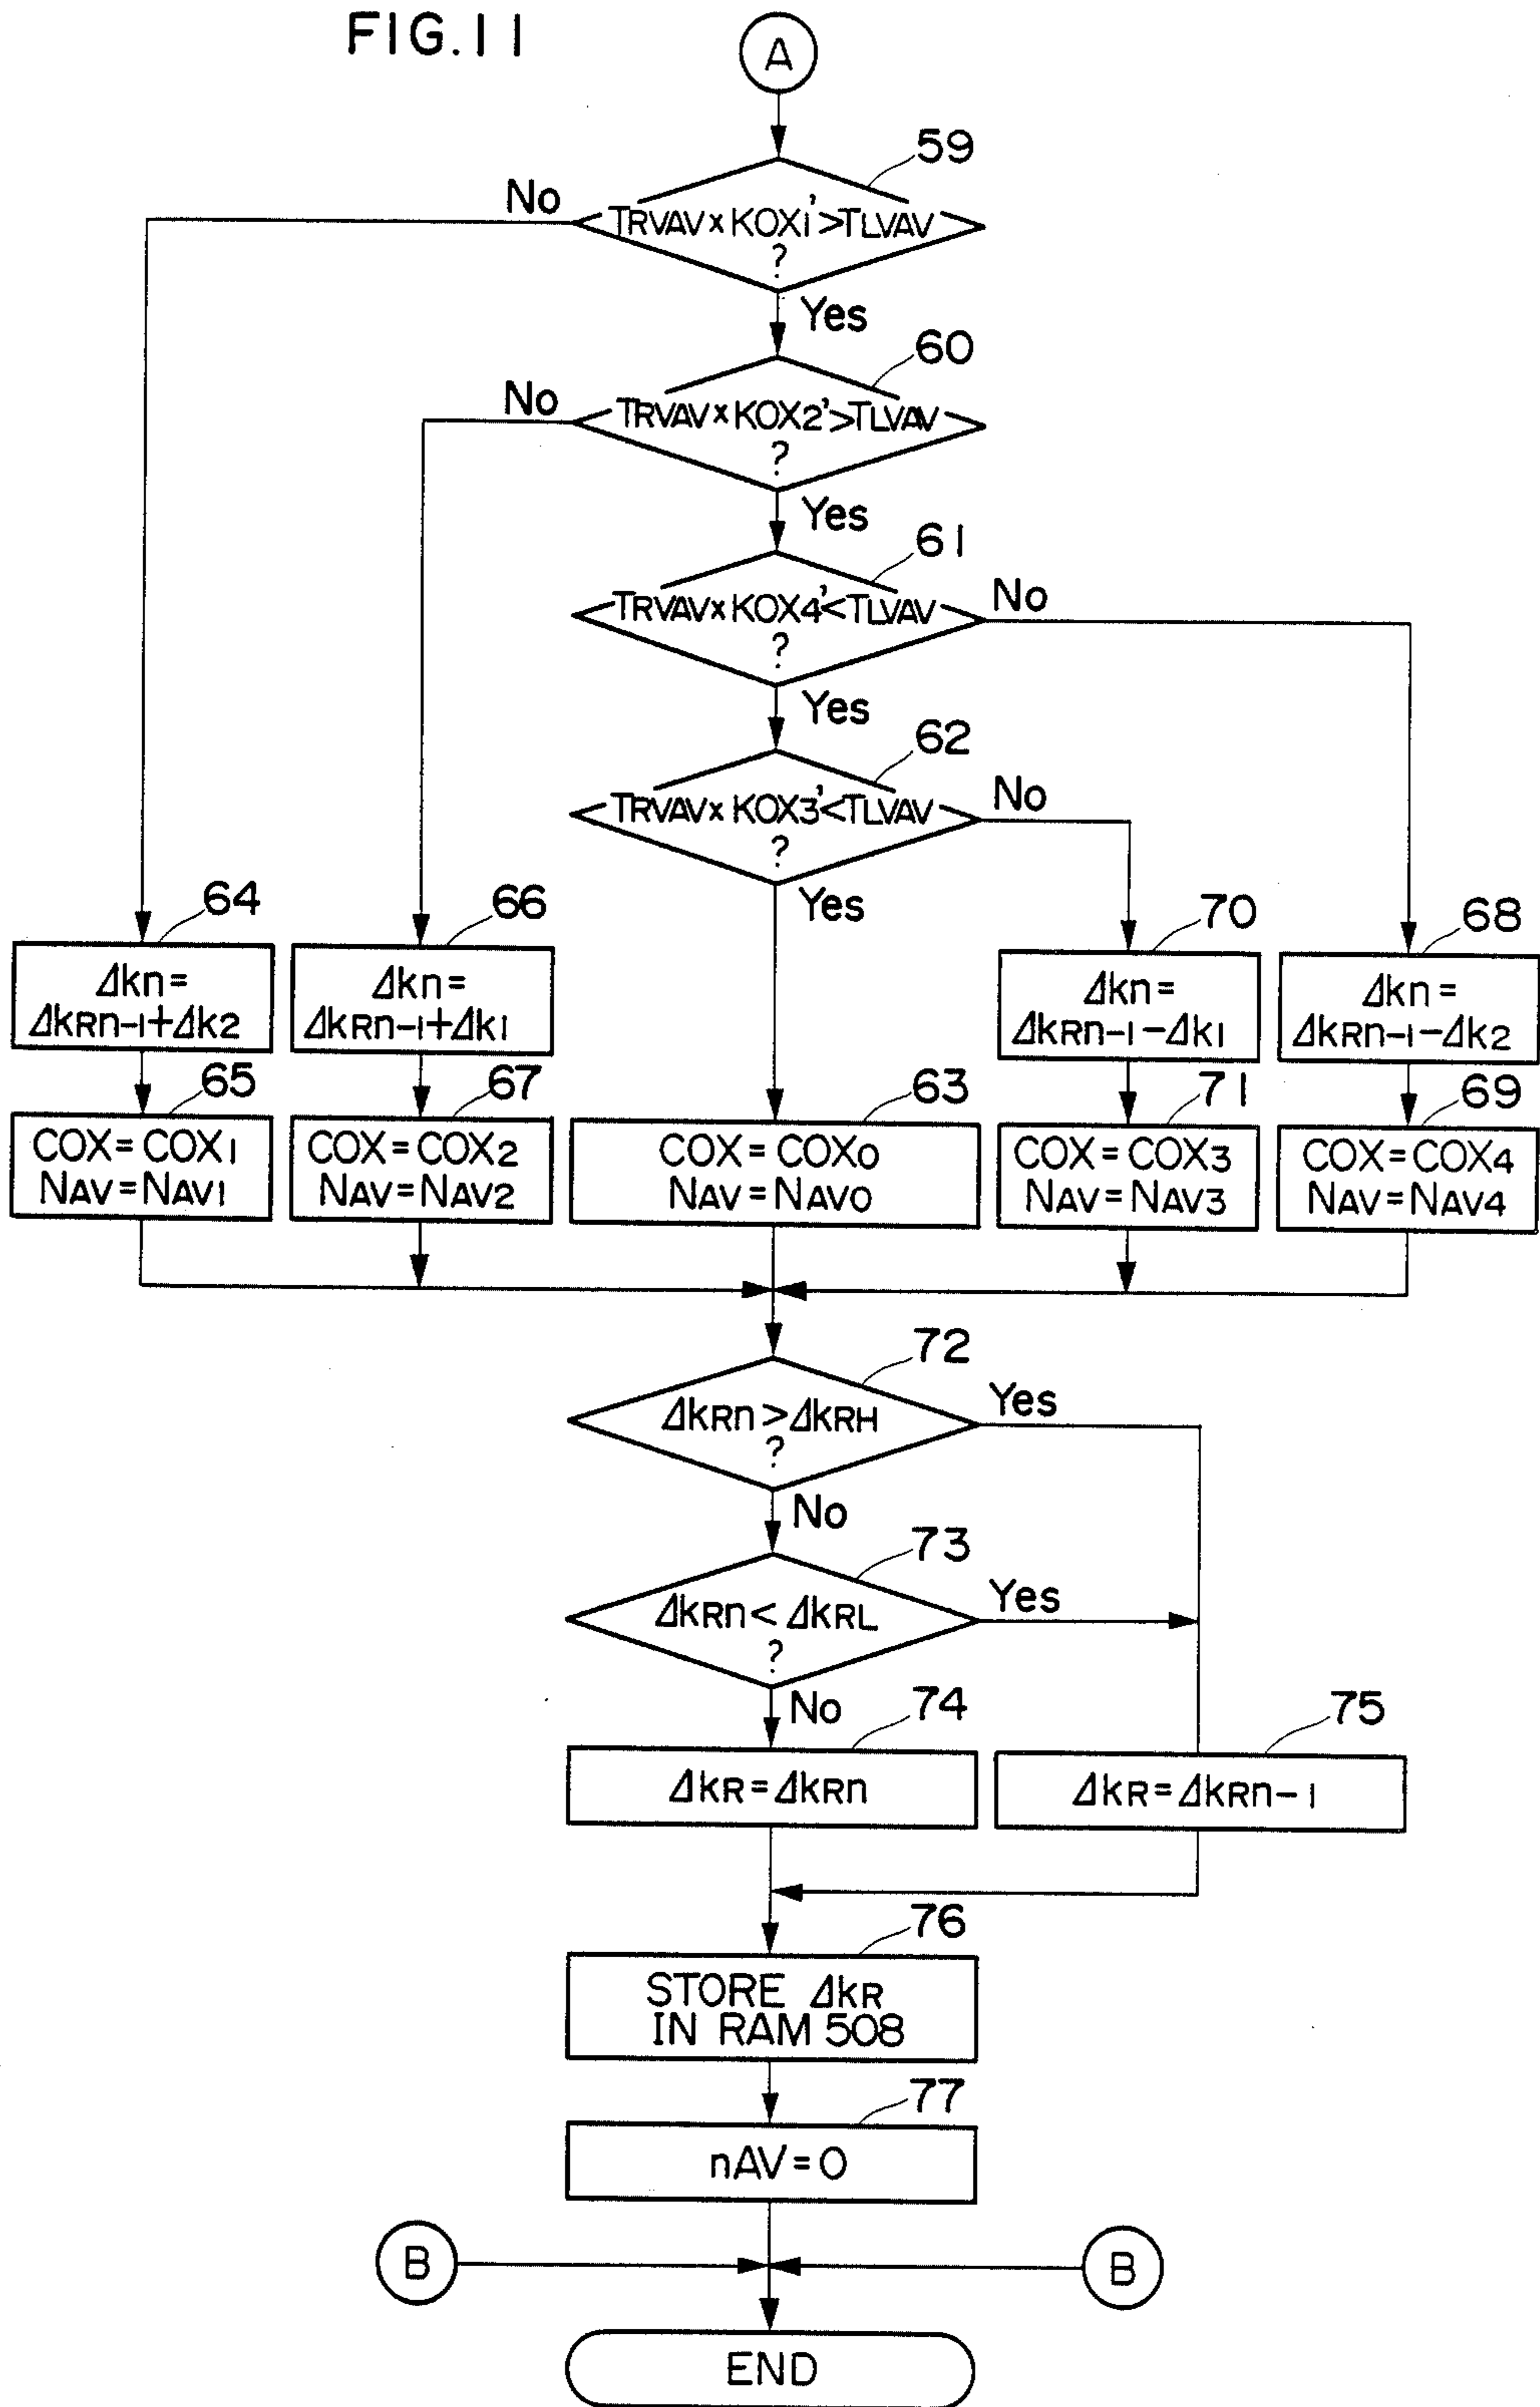 FIG.11
A
59
No
TRVAV×KOX1'>TLVAV
?
Yes
60
No
TRVAV×KOX2'>TLVAV
?
Yes
61
TRVAV×KOX4'<TLVAV
?
No
Yes
62
TRVAV×KOX3'<TLVAV
?
No
Yes
64
Δkn=
ΔkRn-1+Δk2
66
Δkn=
ΔkRn-1+Δk1
70
Δkn=
ΔkRn-1-Δk1
68
Δkn=
ΔkRn-1-Δk2
65
COX=COX1
NAV=NAV1
67
COX=COX2
NAV=NAV2
63
COX=COX0
NAV=NAV0
71
COX=COX3
NAV=NAV3
69
COX=COX4
NAV=NAV4
72
ΔkRn>ΔkRH
?
Yes
No
73
ΔkRn<ΔkRL
?
Yes
No
74
ΔkR=ΔkRn
75
ΔkR=ΔkRn-1
76
STORE ΔkR
IN RAM 508
77
nAV=0
B
B
END